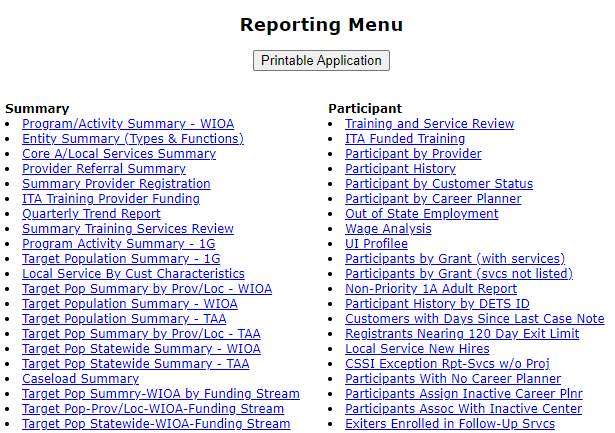 Reporting Menu
Printable Application
Summary
Program/Activity Summary - WIOA
Entity Summary (Types & Functions)
Core A/Local Services Summary
Provider Referral Summary
Summary Provider Registration
ITA Training Provider Funding
Quarterly Trend Report
Summary Training Services Review
Program Activity Summary - 1G
Target Population Summary - 1G
Local Service By Cust Characteristics
Target Pop Summary by Prov/Loc - WIOA
Target Population Summary - WIOA
Target Population Summary - TAA
Target Pop Summary by Prov/Loc - TAA
Target Pop Statewide Summary - WIOA
Target Pop Statewide Summary - TAA
Caseload Summary
Target Pop Summry-WIOA by Funding Stream
Target Pop-Prov/Loc-WIOA-Funding Stream
Target Pop Statewide-WIOA-Funding Stream
Participant
Training and Service Review
ITA Funded Training
Participant by Provider
Participant History
Participant by Customer Status
Participant by Career Planner
Out of State Employment
Wage Analysis
UI Profilee
Participants by Grant (with services)
Participants by Grant (svcs not listed)
Non-Priority 1A Adult Report
Participant History by DETS ID
Customers with Days Since Last Case Note
Registrants Nearing 120 Day Exit Limit
Local Service New Hires
CSSI Exception Rpt-Svcs w/o Proj
Participants With No Career Planner
Participants Assign Inactive Career Plnr
Participants Assoc With Inactive Center
Exiters Enrolled in Follow-Up Srvcs